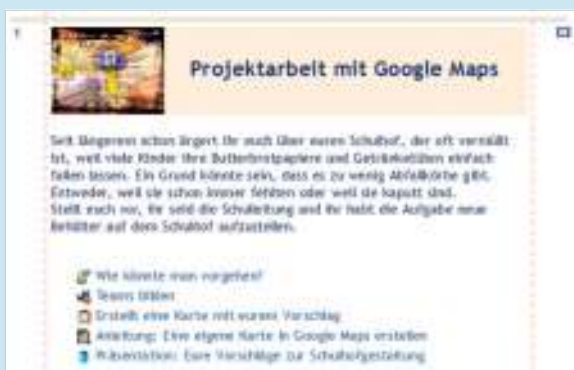 1
Projektarbeit mit Google Maps
Seit längerem schon ärgert ihr euch über euren Schulhof, der oft vermüllt
ist, weil viele Kinder ihre Butterbrotpapiere und Getränketüten einfach
fallen lassen. Ein Grund könnte sein, dass es zu wenig Abfallkörbe gibt.
Entweder, weil sie schon immer fehlten oder weil sie kaputt sind.
Stellt euch vor, ihr seid die Schulleitung und ihr habt die Aufgabe neue
Behälter auf dem Schulhof aufzustellen.
Wie könnte man vorgehen?
Teams bilden
Erstellt eine Karte mit eurem Vorschlag
Anleitung: Eine eigene Karte in Google Maps erstellen
Präsentation: Eure Vorschläge zur Schulhofgestaltung